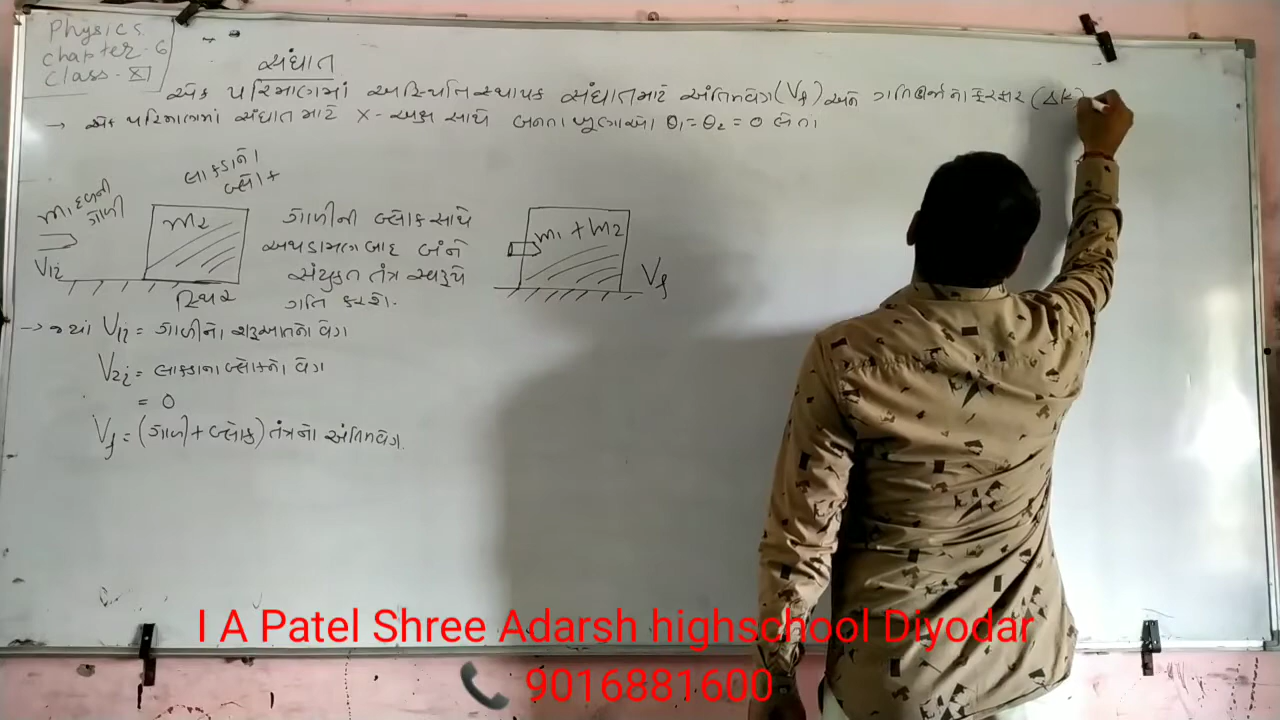 Physics
chapter-6
class-XI
સંઘાત
એક પરિમાણમાં અસ્થિતિસ્થાપક સંઘાતમાટે અંતિમવેગ (Vf) અને ગતિઊર્જાનો ફેરફાર (ΔK)
→ એક પરિમાણમાં સંઘાત માટે X-અક્ષ સાથે બનતા ખૂણાઓ θ1 = θ2 = 0 લેતા
m1 દળની ગોળી
V1i
લાકડાનો બ્લોક
m2
સ્થિર
ગોળીની બ્લોક સાથે
અથડામણ બાદ બંને
સંયુક્ત તંત્ર સ્વરૂપે
ગતિ કરશે.
m1 + m2
Vf
→ જ્યાં V1i = ગોળીનો શરૂઆતનો વેગ
V2i = લાકડાના બ્લોકનો વેગ
= 0
Vf = (ગોળી + બ્લોક) તંત્રનો અંતિમવેગ.
I A Patel Shree Adarsh highschool Diyodar
9016881600